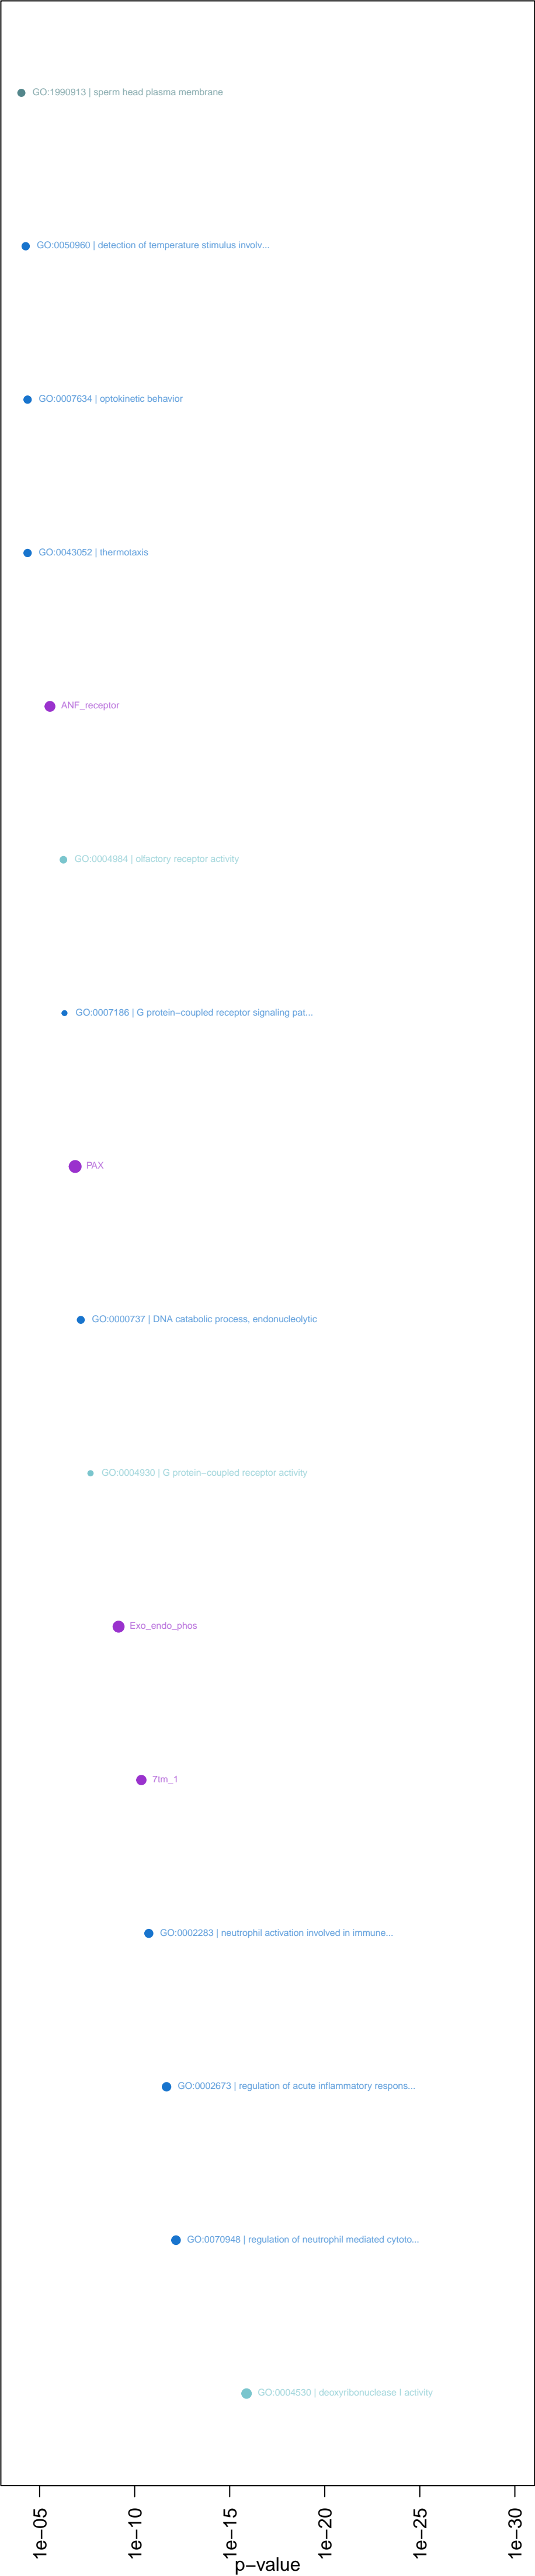 GO:1990913 | sperm head plasma membrane
GO:0050960 | detection of temperature stimulus involv...
GO:0007634 | optokinetic behavior
GO:0043052 | thermotaxis
ANF_receptor
GO:0004984 | olfactory receptor activity
GO:0007186 | G protein−coupled receptor signaling pat...
PAX
GO:0000737 | DNA catabolic process, endonucleolytic
GO:0004930 | G protein−coupled receptor activity
Exo_endo_phos
7tm_1
GO:0002283 | neutrophil activation involved in immune...
GO:0002673 | regulation of acute inflammatory respons...
GO:0070948 | regulation of neutrophil mediated cytoto...
GO:0004530 | deoxyribonuclease I activity
1e−05
1e−10
1e−15
1e−20
1e−25
1e−30
p−value